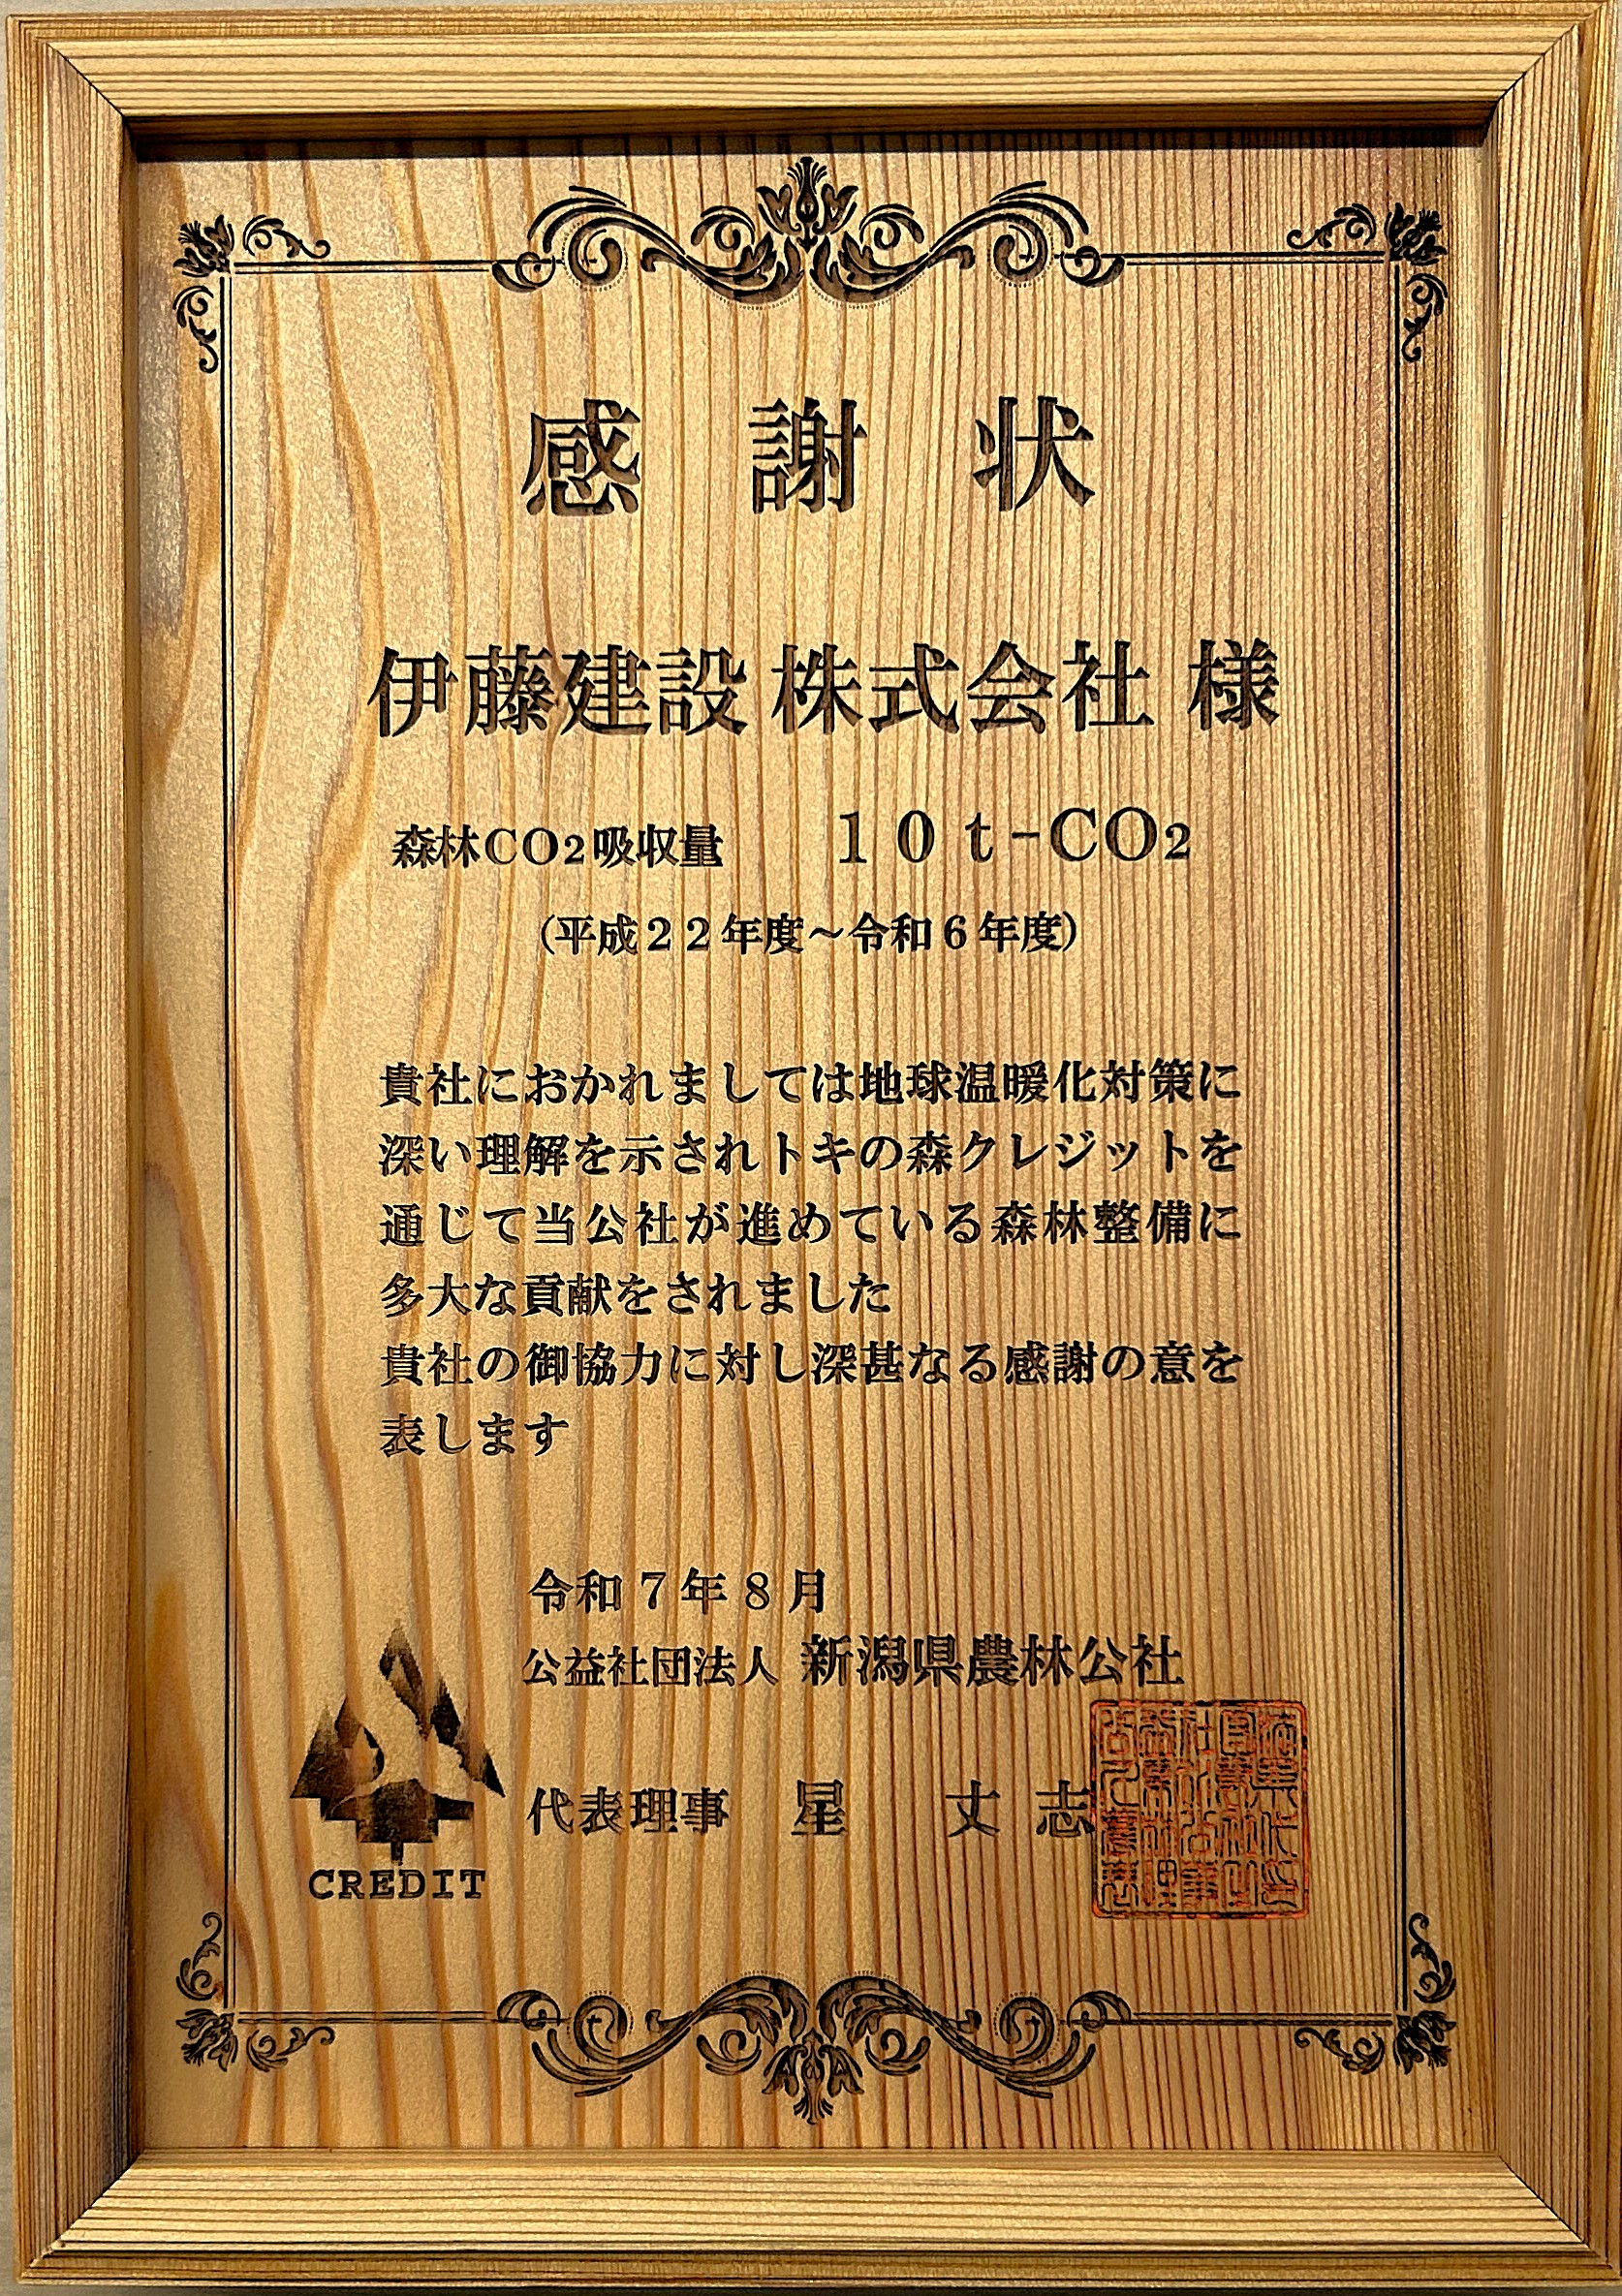 感謝状
伊藤建設 株式会社 様
森林CO2吸収量 10t-CO2
(平成22年度~令和6年度)
貴社におかれましては地球温暖化対策に
深い理解を示されトキの森クレジットを
通じて当公社が進めている森林整備に
多大な貢献をされました
貴社の御協力に対し深甚なる感謝の意を
表します
令和7年8月
公益社団法人 新潟県農林公社
代表理事 星 丈志
CREDIT